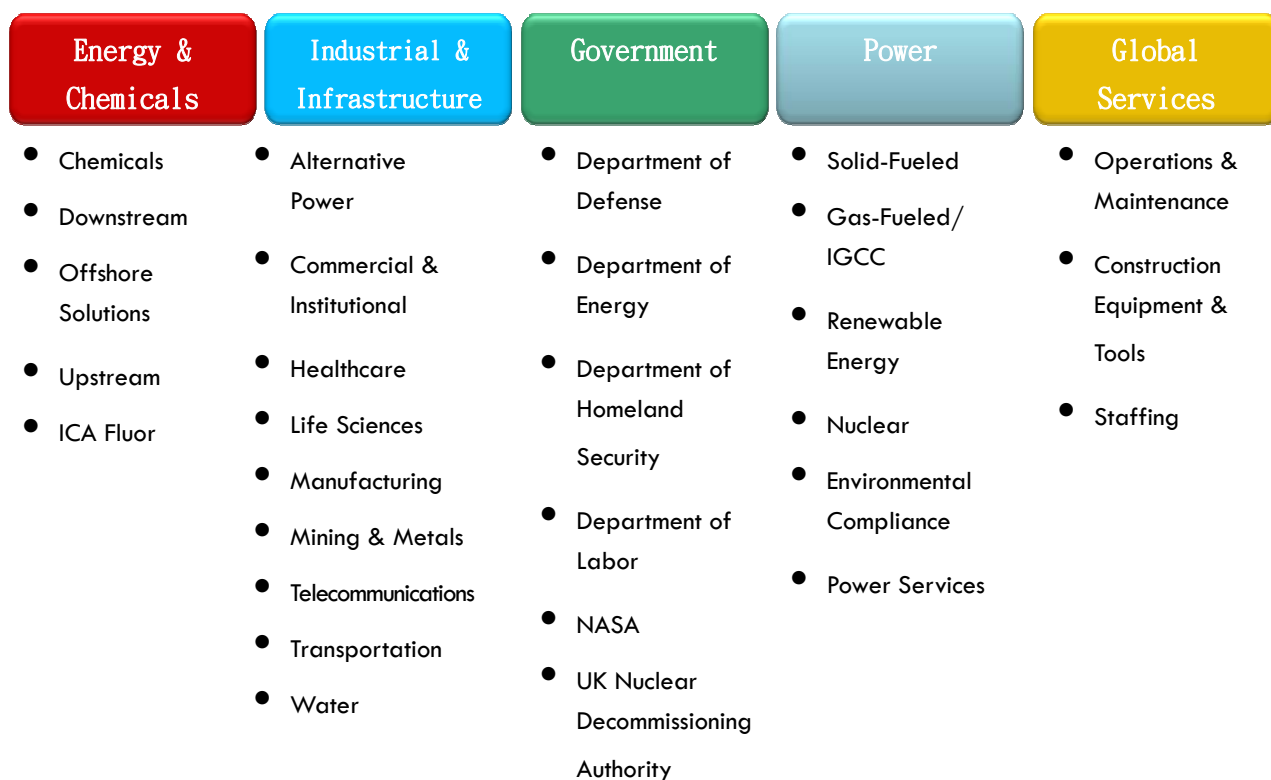 Energy &
Chemicals
Industrial &
Infrastructure
Government
Power
Global
Services
• Chemicals
• Downstream
• Offshore
Solutions
• Upstream
• ICA Fluor
• Alternative
Power
• Commercial &
Institutional
• Healthcare
• Life Sciences
• Manufacturing
• Mining & Metals
• Telecommunications
• Transportation
• Water
• Department of
Defense
• Department of
Energy
• Department of
Homeland
Security
• Department of
Labor
• NASA
• UK Nuclear
Decommissioning
Authority
• Solid-Fueled
• Gas-Fueled/
IGCC
• Renewable
Energy
• Nuclear
• Environmental
Compliance
• Power Services
• Operations &
Maintenance
• Construction
Equipment &
Tools
• Staffing